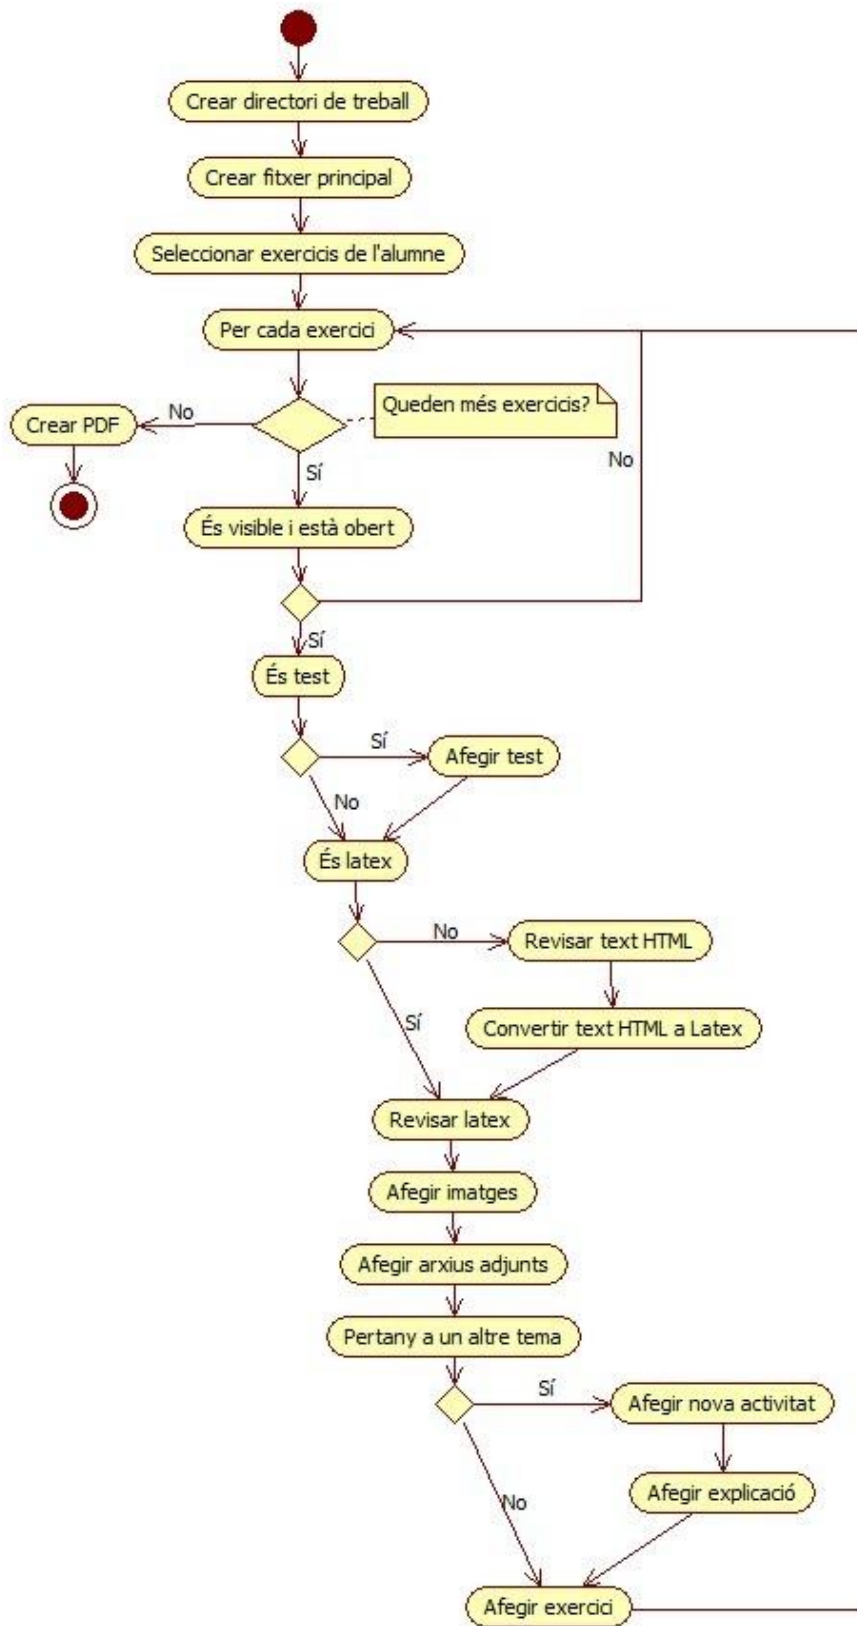 Crear directori de treball
Crear fitxer principal
Seleccionar exercicis de l'alumne
Per cada exercici
Queden més exercicis?
No
Crear PDF
Sí
No
És visible i està obert
Sí
És test
Sí
Afegir test
No
És latex
No
Revisar text HTML
Sí
Convertir text HTML a Latex
Revisar latex
Afegir imatges
Afegir arxius adjunts
Pertany a un altre tema
Sí
Afegir nova activitat
No
Afegir explicació
Afegir exercici